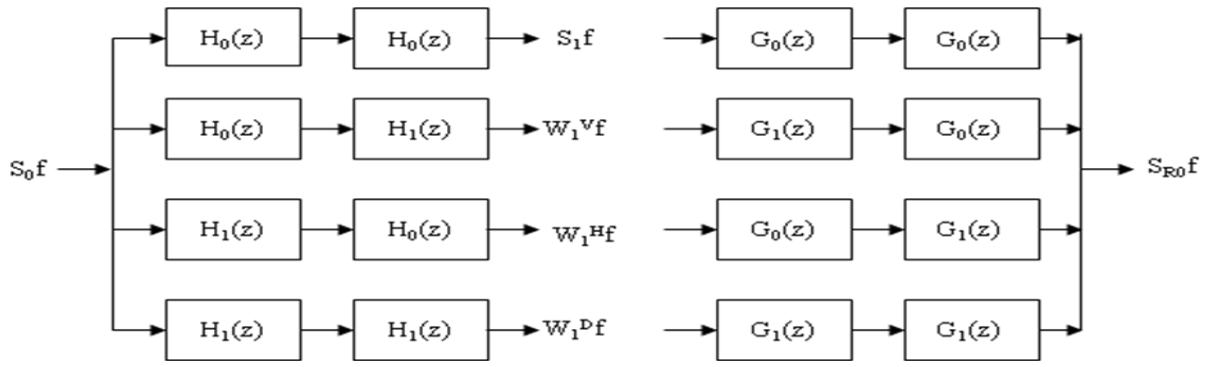 H₀(z) H₀(z) S₁f G₀(z) G₀(z)
H₀(z) H₁(z) W₁ⱽf G₁(z) G₀(z)
S₀f S_R0f
H₁(z) H₀(z) W₁ᴴf G₀(z) G₁(z)
H₁(z) H₁(z) W₁ᴰf G₁(z) G₁(z)